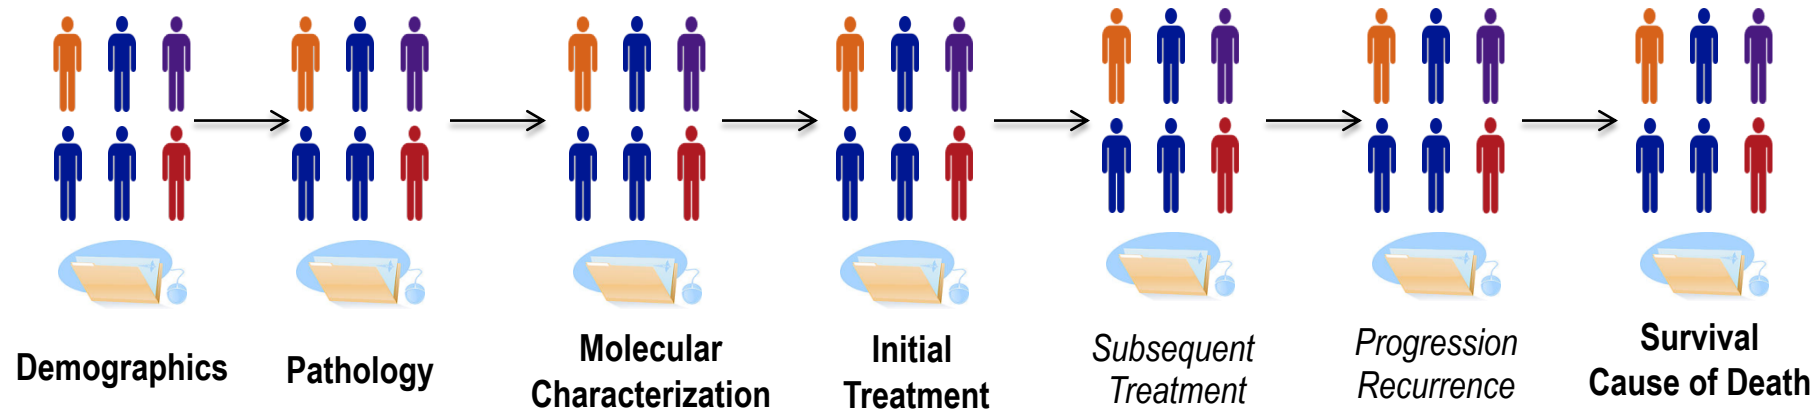 Demographics
Pathology
Molecular
Characterization
Initial
Treatment
Subsequent
Treatment
Progression
Recurrence
Survival
Cause of Death